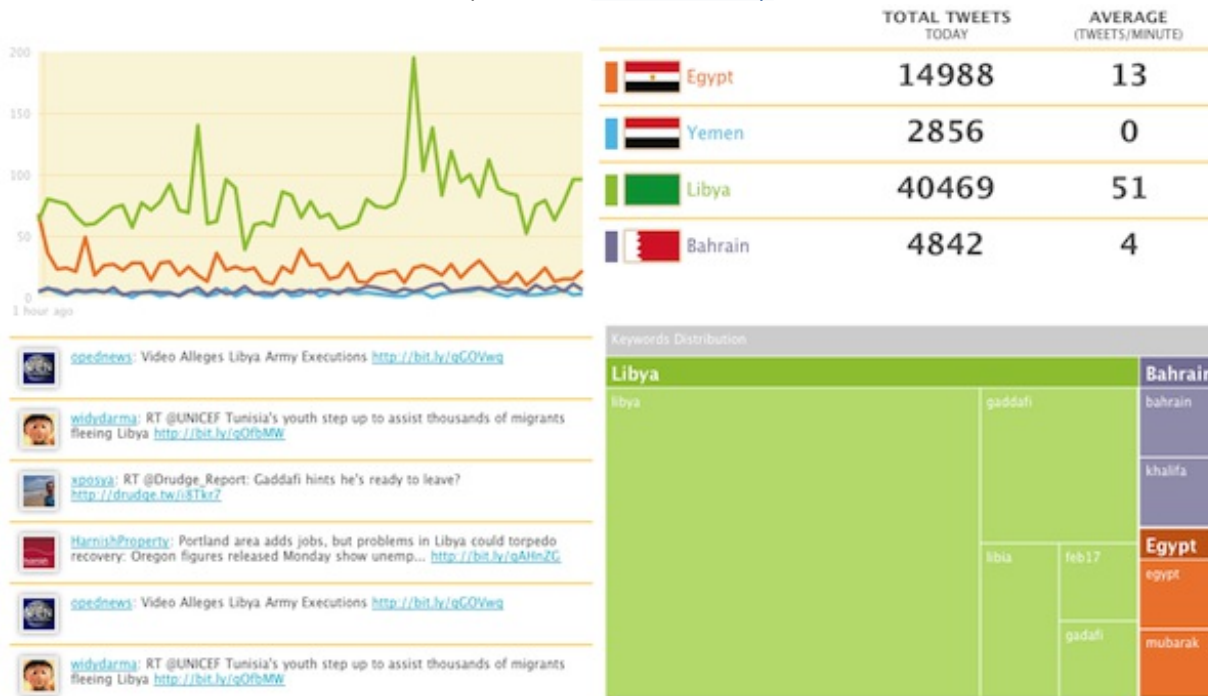 TOTAL TWEETS
TODAY
AVERAGE
(TWEETS/MINUTE)
200
150
100
50
0
1 hour ago
Egypt 14988 13
Yemen 2856 0
Libya 40469 51
Bahrain 4842 4
opednews: Video Alleges Libya Army Executions http://bit.ly/gGOVwq
widydarma: RT @UNICEF Tunisia's youth step up to assist thousands of migrants
fleeing Libya http://bit.ly/gOfbMW
xposya: RT @Drudge_Report: Gaddafi hints he's ready to leave?
http://drudge.tw/i8Tkr7
HarnishProperty: Portland area adds jobs, but problems in Libya could torpedo
recovery: Oregon figures released Monday show unemp... http://bit.ly/gAHnZG
opednews: Video Alleges Libya Army Executions http://bit.ly/gGOVwq
widydarma: RT @UNICEF Tunisia's youth step up to assist thousands of migrants
fleeing Libya http://bit.ly/gOfbMW
Keywords Distribution
Libya
libya
gaddafi
libia
feb17
gadafi
Bahrain
bahrain
khalifa
Egypt
egypt
mubarak